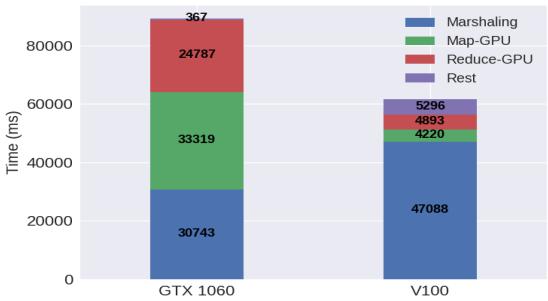 367
Marshaling
Map-GPU
Reduce-GPU
Rest
80000
24787
60000
5296
4893
4220
33319
Time (ms)
40000
47088
30743
20000
0
GTX 1060
V100